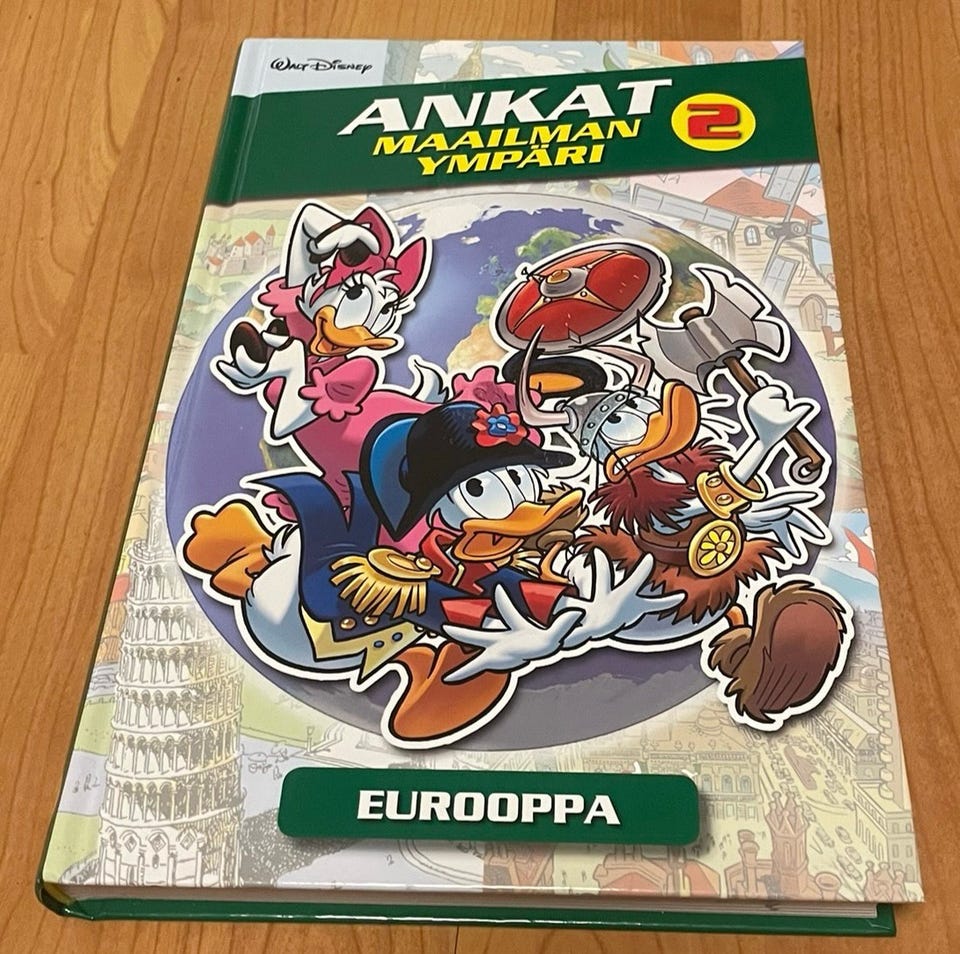 WALT DISNEY
ANKAT
MAAILMAN
YMPÄRI
2
EUROOPPA